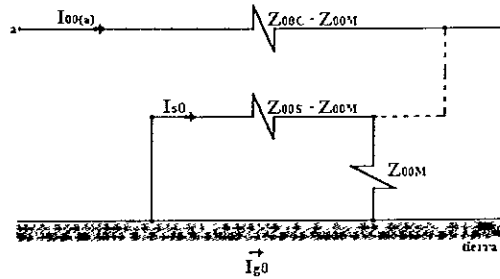 a
I00(a)
Z00C - Z00M
Is0
Z00S - Z00M
Z00M
tierra
Ig0